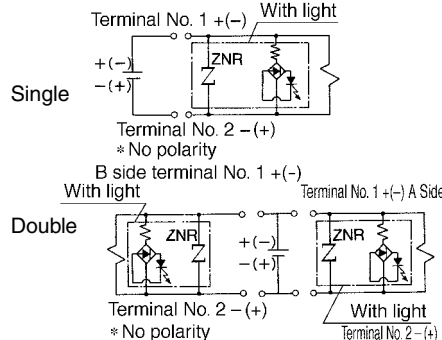 Terminal No. 1 +(−)
With light
ZNR
+(−)
−(+)
Single
Terminal No. 2 −(+)
* No polarity
B side terminal No. 1 +(−)
With light
Terminal No. 1 +(−) A Side
Double
ZNR
+(−)
−(+)
ZNR
Terminal No. 2 −(+)
* No polarity
With light
Terminal No. 2 −(+)